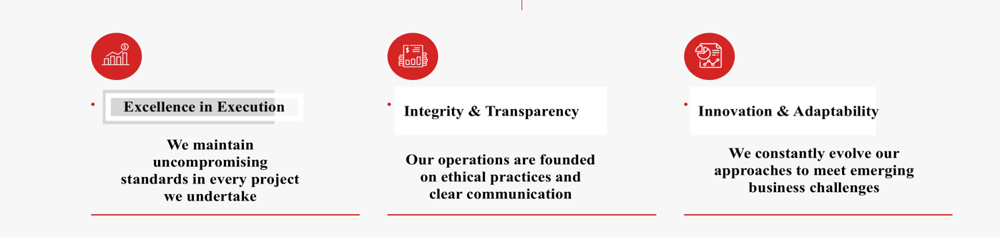 Excellence in Execution
We maintain
uncompromising
standards in every project
we undertake
Integrity & Transparency
Our operations are founded
on ethical practices and
clear communication
Innovation & Adaptability
We constantly evolve our
approaches to meet emerging
business challenges